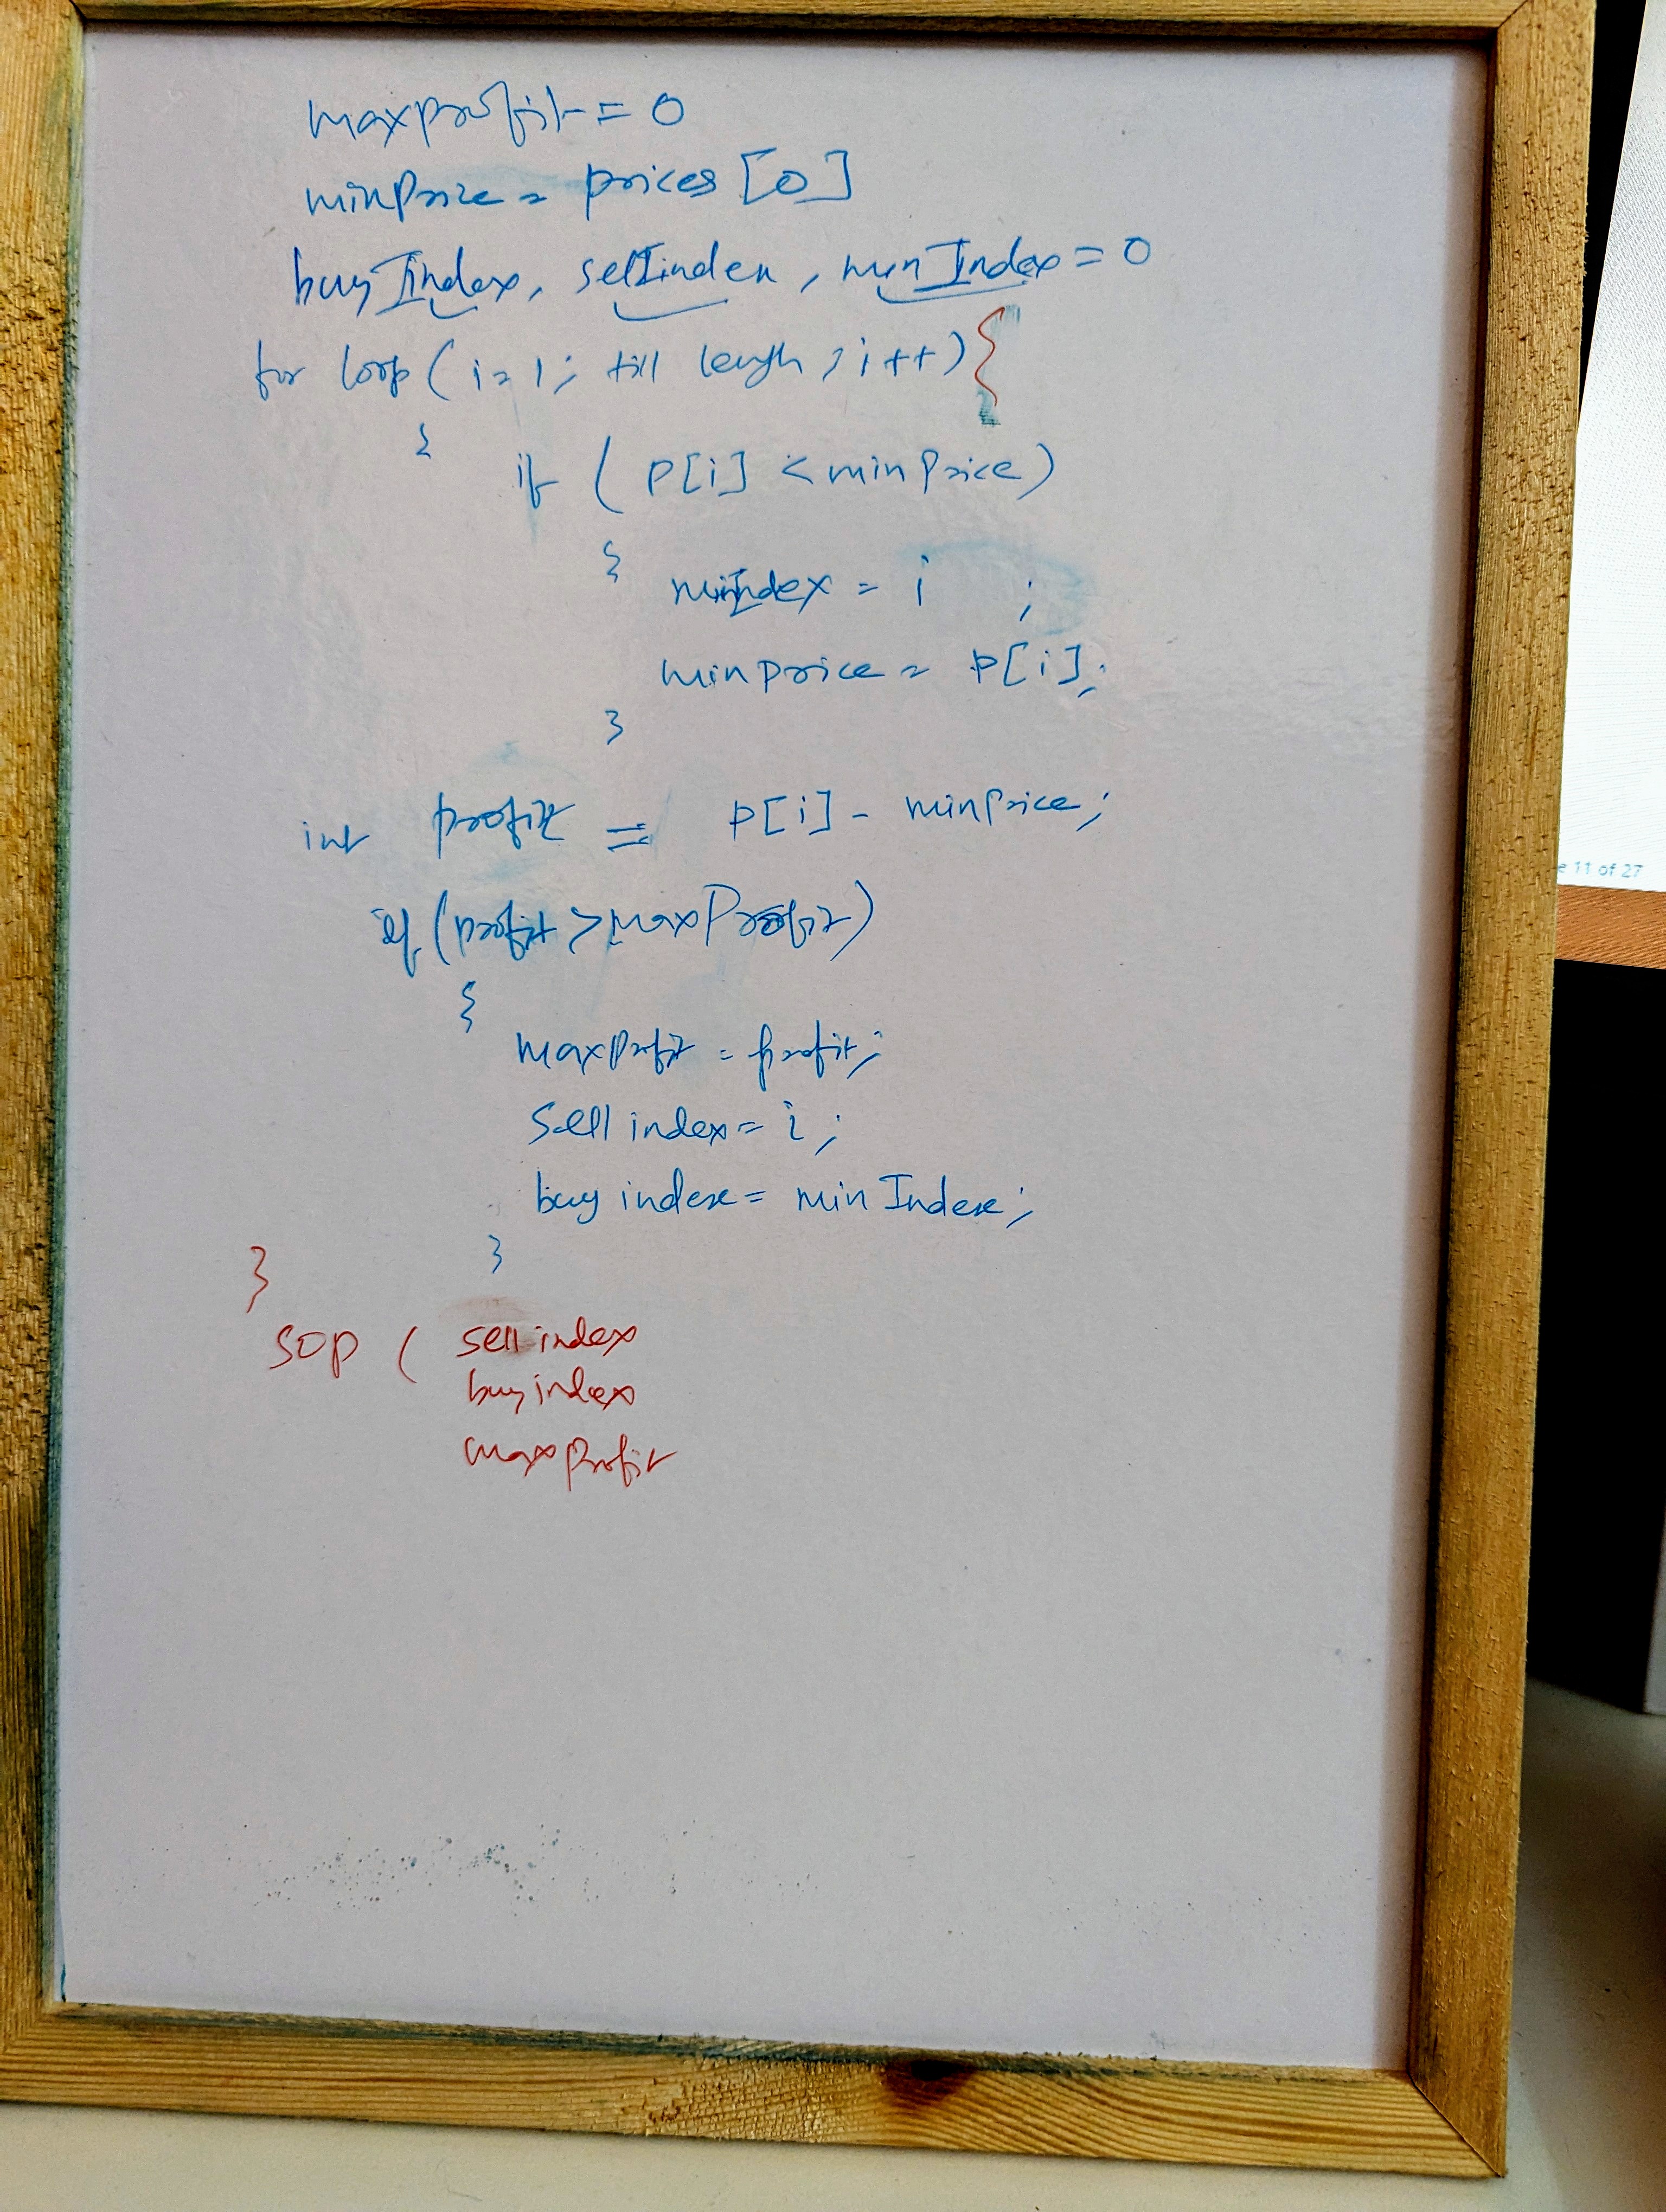 maxprofit = 0
minPrice = prices [0]
buyIndex, sellIndex, minIndex = 0
for loop ( i=1; till length ; i++) {
{ if ( P[i] < minPrice)
{ minIndex = i ;
minprice = P[i];
}
int profit = P[i] - minPrice;
if (profit > maxProfit)
{
maxProfit = profit;
Sell index = i ;
buy index = min Index;
}
}
SOP ( sell index
buy index
maxProfit
e 11 of 27